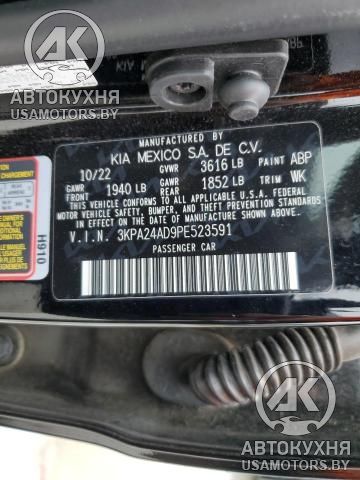 АВТОКУХНЯ
USAMOTORS.BY
MANUFACTURED BY
KIA MEXICO S.A. DE C.V.
10/22 GVWR 3616 LB PAINT ABP
GAWR FRONT 1940 LB GAWR REAR 1852 LB TRIM WK
THIS VEHICLE CONFORMS TO ALL APPLICABLE U.S. FEDERAL
MOTOR VEHICLE SAFETY, BUMPER, AND THEFT
PREVENTION STANDARDS IN EFFECT ON THE DATE
OF MANUFACTURE SHOWN ABOVE.
V.I.N. 3KPA24AD9PE523591
PASSENGER CAR
H910
АВТОКУХНЯ
USAMOTORS.BY